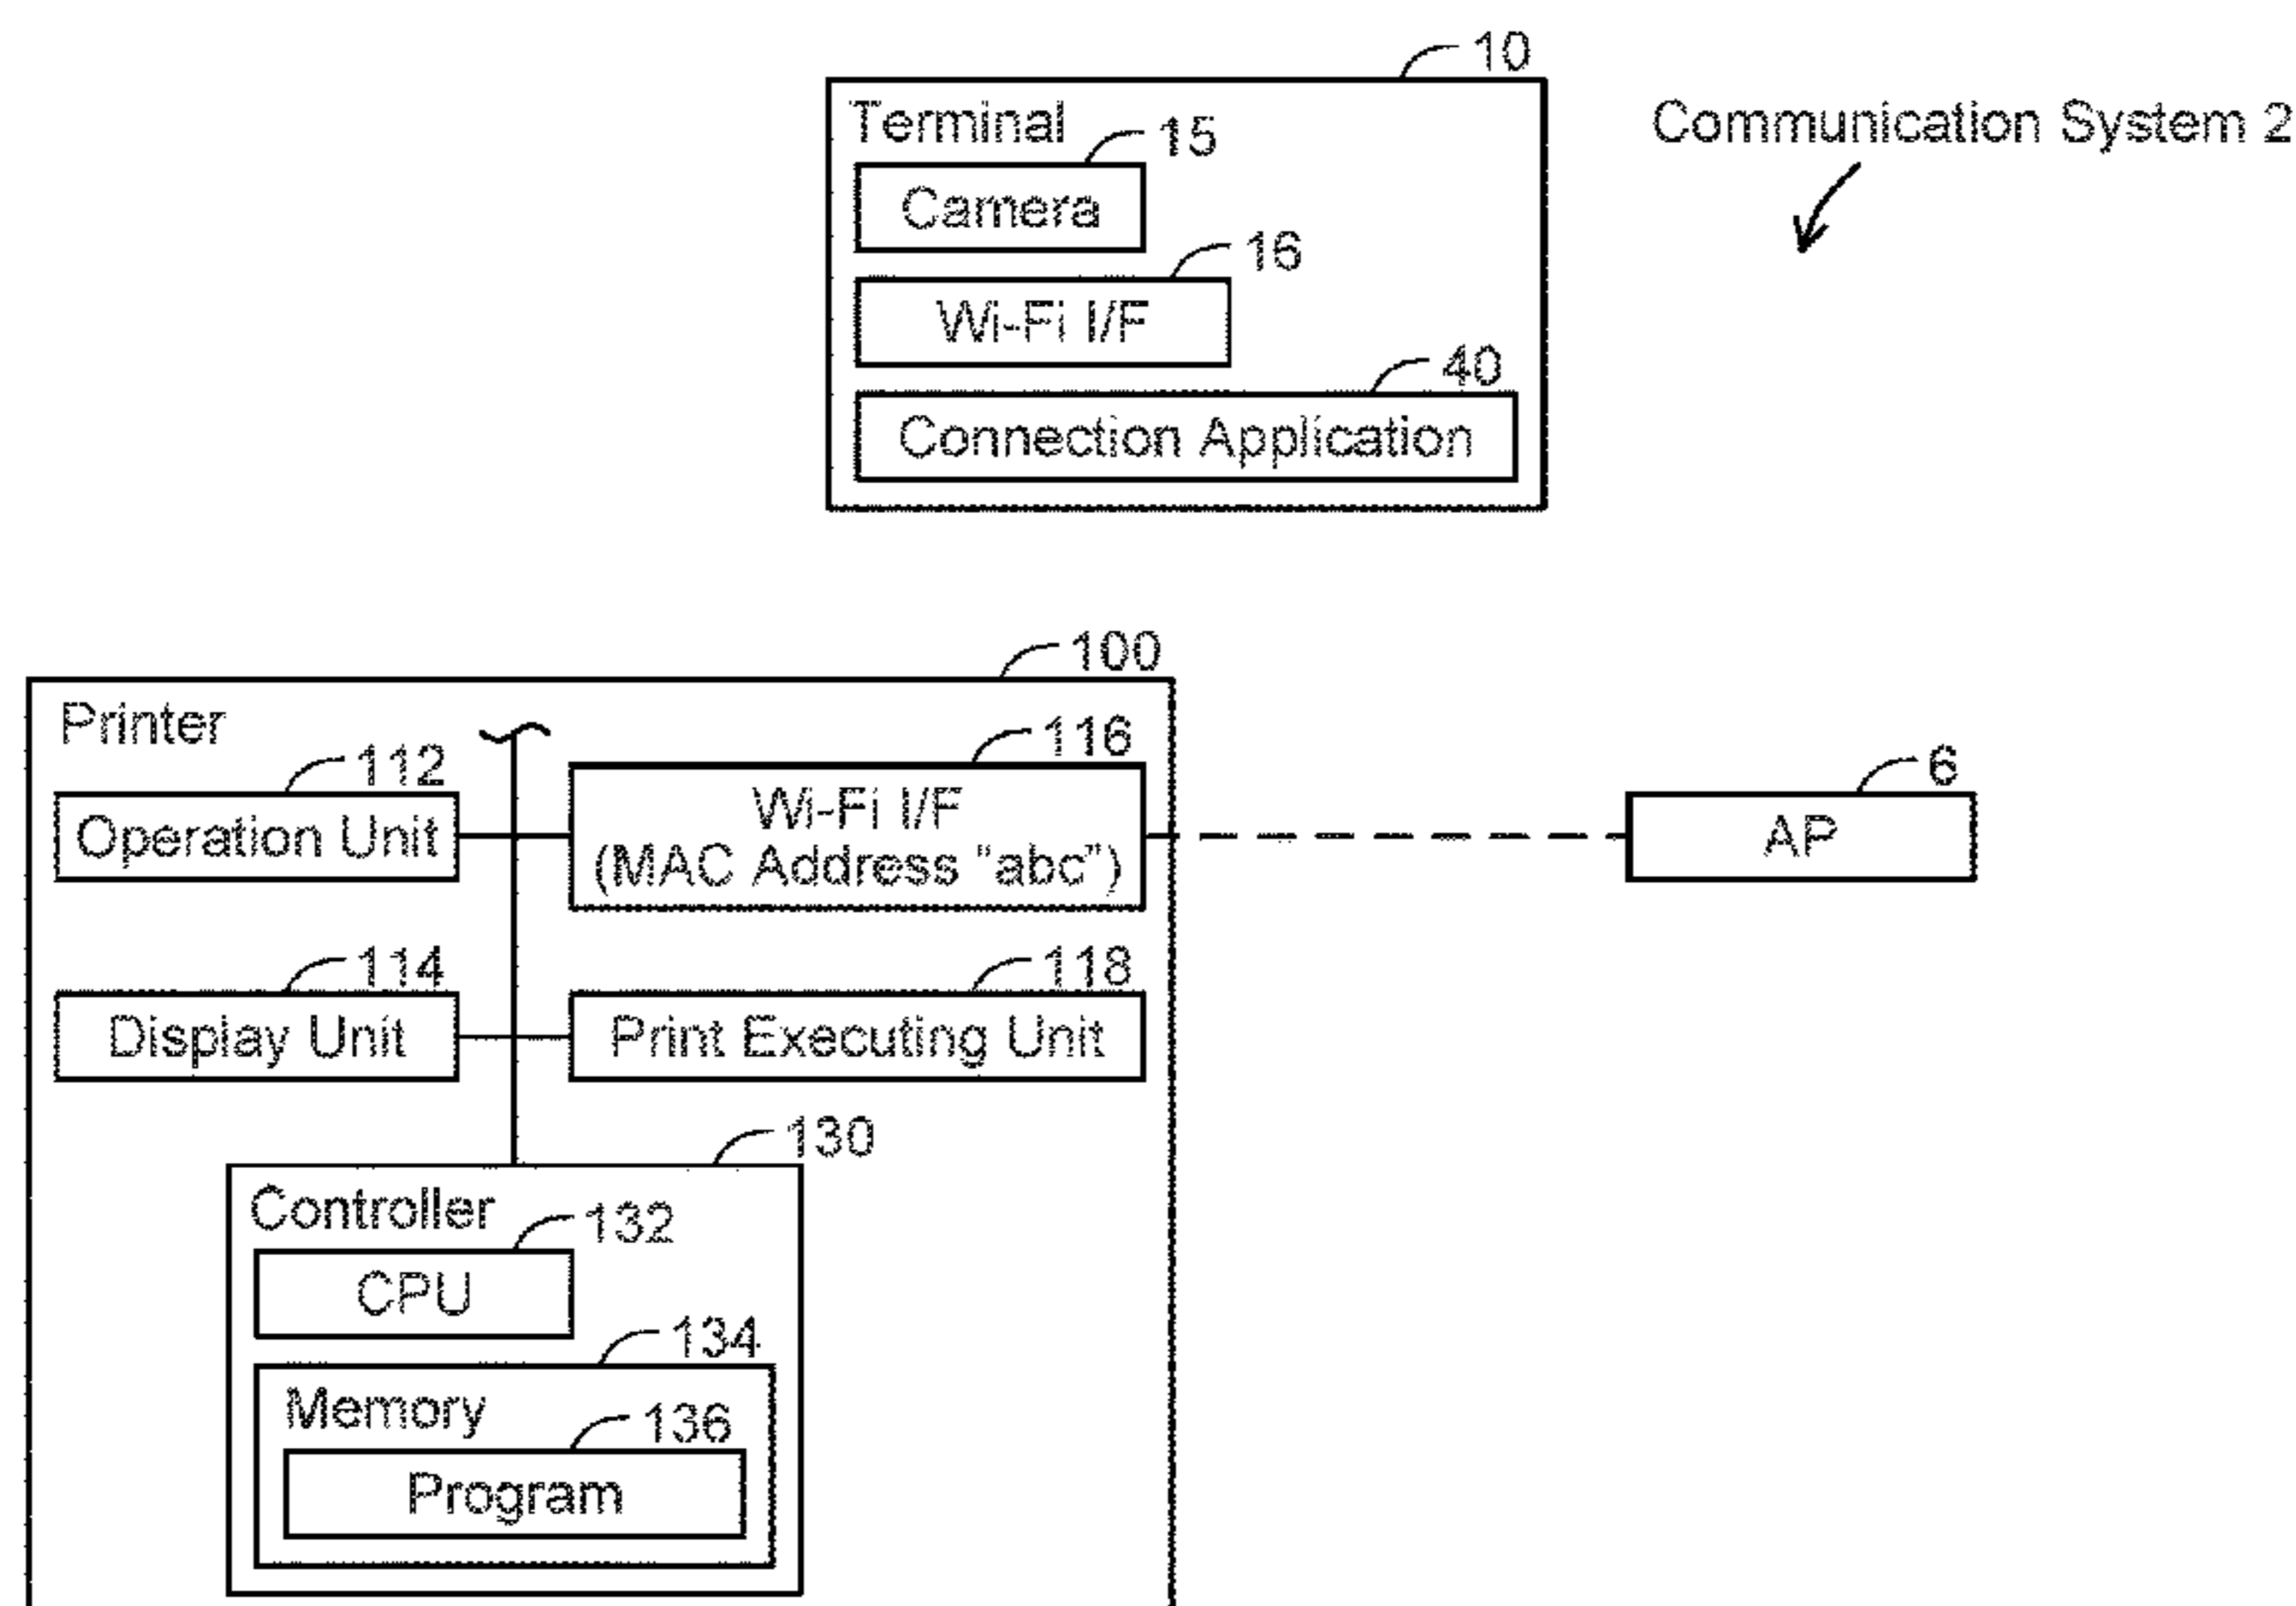 10
Terminal
Communication System 2
15
Camera
16
Wi-Fi I/F
40
Connection Application
100
Printer
116
112
6
Wi-Fi I/F
(MAC Address "abc")
Operation Unit
AP
114
118
Display Unit
Print Executing Unit
130
Controller
132
CPU
134
Memory
136
Program